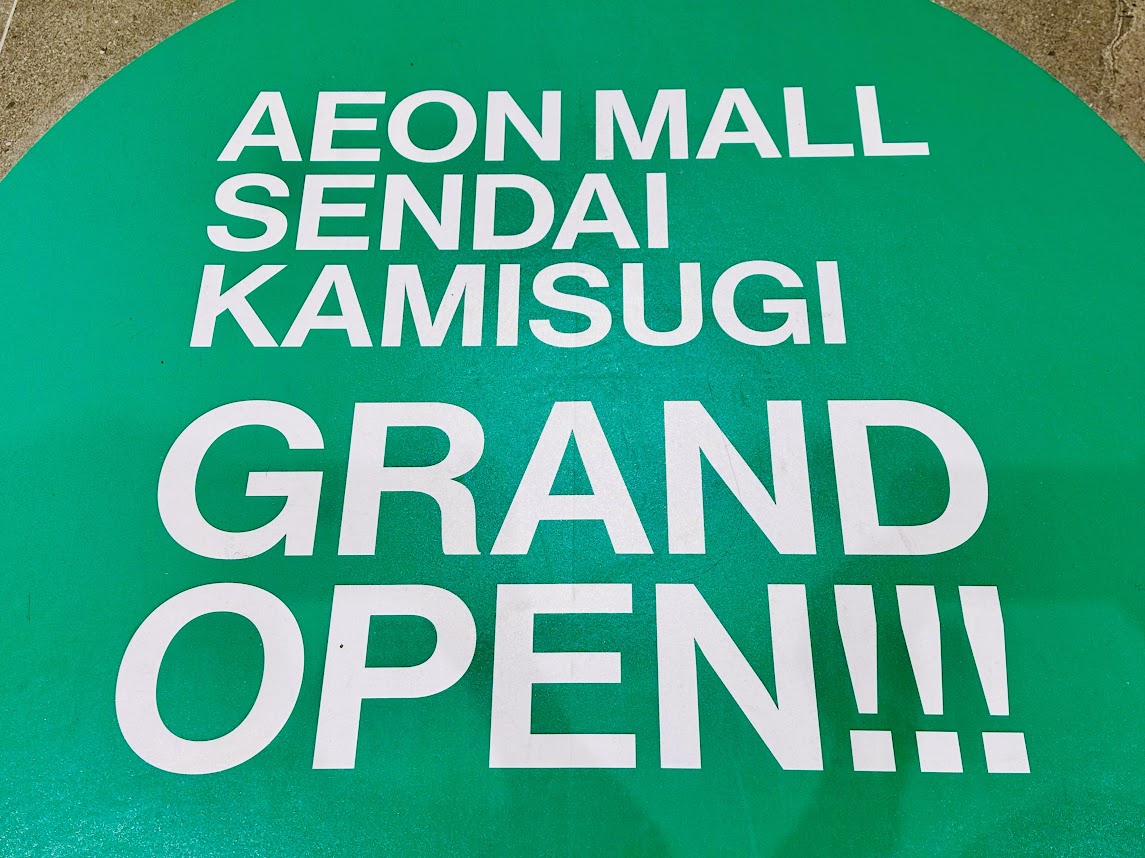 AEON MALL
SENDAI
KAMISUGI
GRAND
OPEN!!!